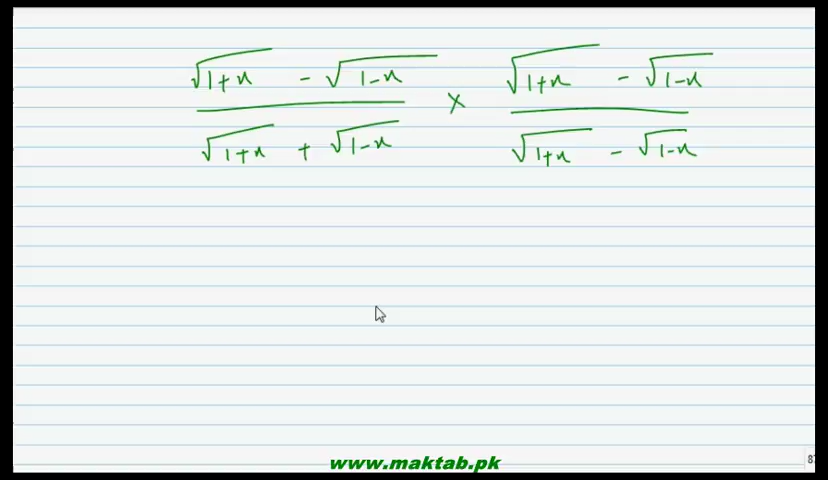 √1+x - √1-x × √1+x - √1-x
√1+x + √1-x √1+x - √1-x
www.maktab.pk